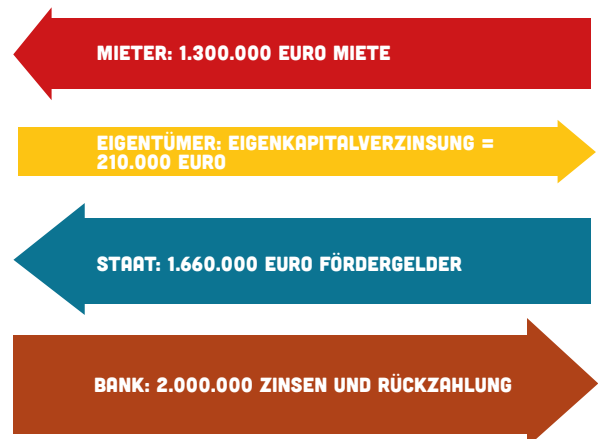 MIETER: 1.300.000 EURO MIETE
EIGENTÜMER: EIGENKAPITALVERZINSUNG =
210.000 EURO
STAAT: 1.660.000 EURO FÖRDERGELDER
BANK: 2.000.000 ZINSEN UND RÜCKZAHLUNG